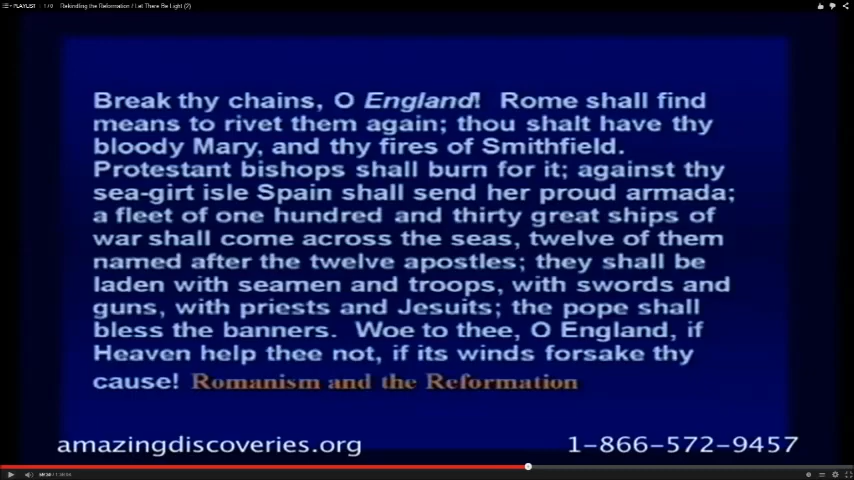 PLAYLIST
Rekindling the Reformation / Let There Be Light (2)
Break thy chains, O England! Rome shall find
means to rivet them again; thou shalt have thy
bloody Mary, and thy fires of Smithfield.
Protestant bishops shall burn for it; against thy
sea-girt isle Spain shall send her proud armada;
a fleet of one hundred and thirty great ships of
war shall come across the seas, twelve of them
named after the twelve apostles; they shall be
laden with seamen and troops, with swords and
guns, with priests and Jesuits; the pope shall
bless the banners. Woe to thee, O England, if
Heaven help thee not, if its winds forsake thy
cause! Romanism and the Reformation
amazingdiscoveries.org 1-866-572-9457